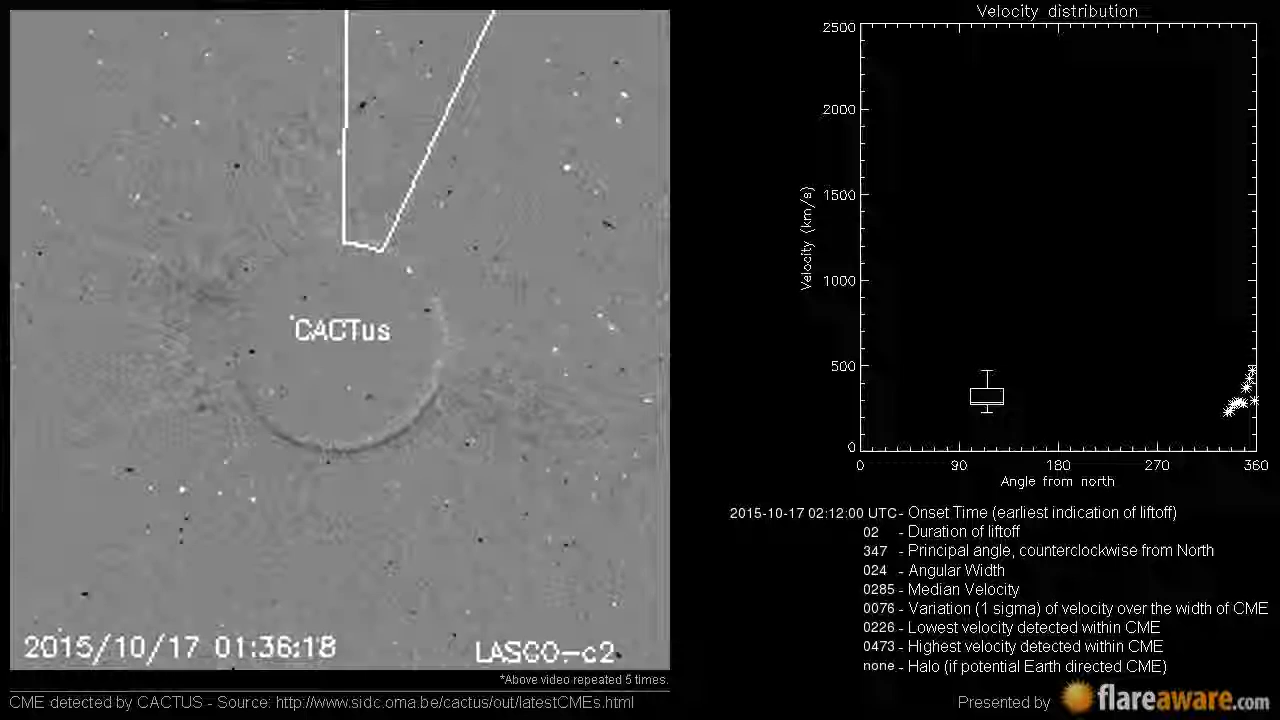 CACTus
2015/10/17 01:36:18
LASCO-c2
*Above video repeated 5 times.
CME detected by CACTUS - Source: http://www.sidc.oma.be/cactus/out/latestCMEs.html
Velocity distribution
Velocity (km/s)
2500
2000
1500
1000
500
0
0 90 180 270 360
Angle from north
2015-10-17 02:12:00 UTC - Onset Time (earliest indication of liftoff)
02 - Duration of liftoff
347 - Principal angle, counterclockwise from North
024 - Angular Width
0285 - Median Velocity
0076 - Variation (1 sigma) of velocity over the width of CME
0226 - Lowest velocity detected within CME
0473 - Highest velocity detected within CME
none - Halo (if potential Earth directed CME)
Presented by flareaware.com